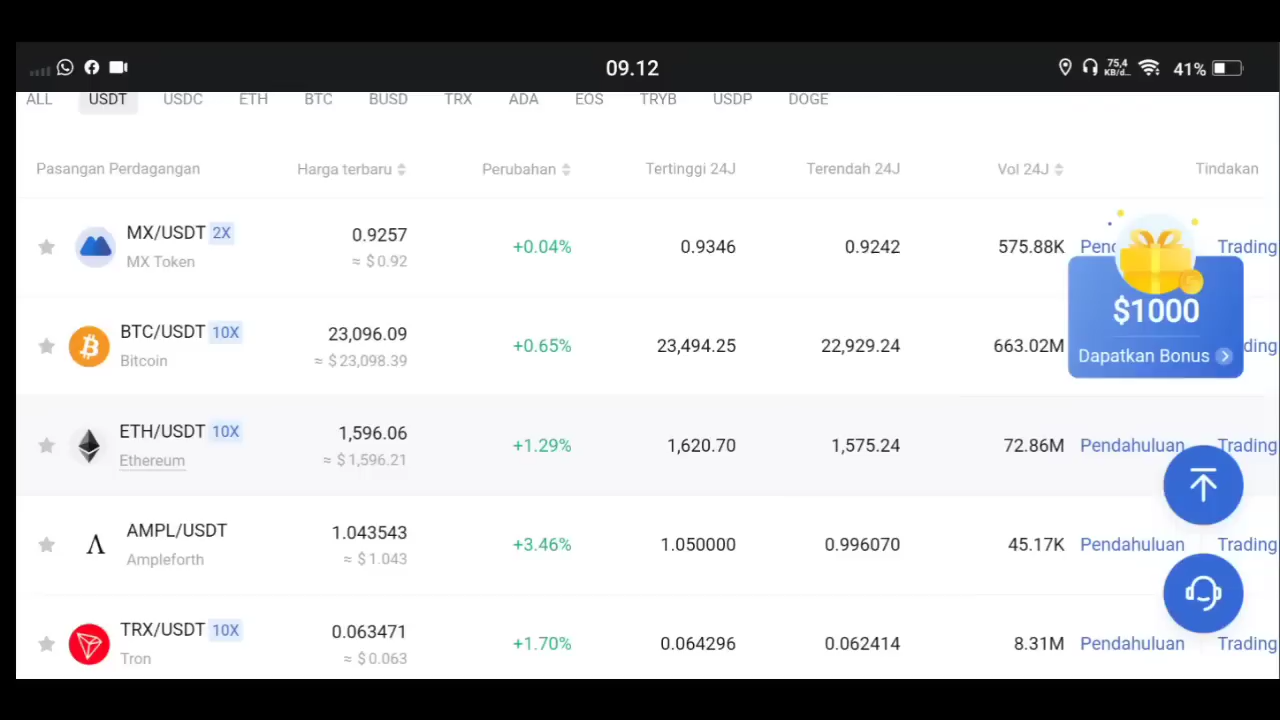 09.12
75,4
KB/d...
41%
ALL USDT USDC ETH BTC BUSD TRX ADA EOS TRYB USDP DOGE
Pasangan Perdagangan Harga terbaru Perubahan Tertinggi 24J Terendah 24J Vol 24J Tindakan
MX/USDT 2X 0.9257 +0.04% 0.9346 0.9242 575.88K Trading
MX Token ≈ $0.92
$1000
BTC/USDT 10X 23,096.09 +0.65% 23,494.25 22,929.24 663.02M
Bitcoin ≈ $23,098.39
Dapatkan Bonus
ETH/USDT 10X 1,596.06 +1.29% 1,620.70 1,575.24 72.86M Pendahuluan Trading
Ethereum ≈ $1,596.21
AMPL/USDT 1.043543 +3.46% 1.050000 0.996070 45.17K Pendahuluan Trading
Ampleforth ≈ $1.043
TRX/USDT 10X 0.063471 +1.70% 0.064296 0.062414 8.31M Pendahuluan Trading
Tron ≈ $0.063